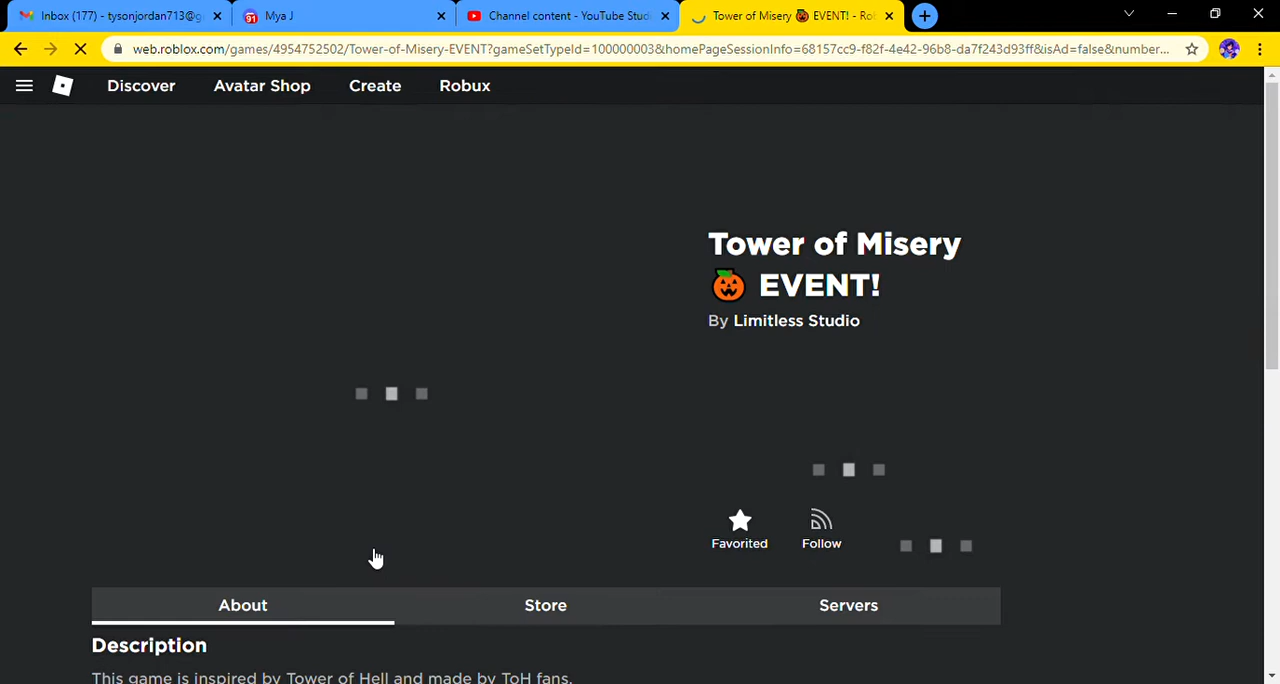 Inbox (177) - tysonjordan713@g
91 Mya J
Channel content - YouTube Stud
Tower of Misery 🎃 EVENT! - Ro
web.roblox.com/games/4954752502/Tower-of-Misery-EVENT?gameSetTypeId=100000003&homePageSessionInfo=68157cc9-f82f-4e42-96b8-da7f243d93ff&isAd=false&number...
Discover Avatar Shop Create Robux
Tower of Misery
🎃 EVENT!
By Limitless Studio
Favorited Follow
About Store Servers
Description
This game is inspired by Tower of Hell and made by ToH fans.